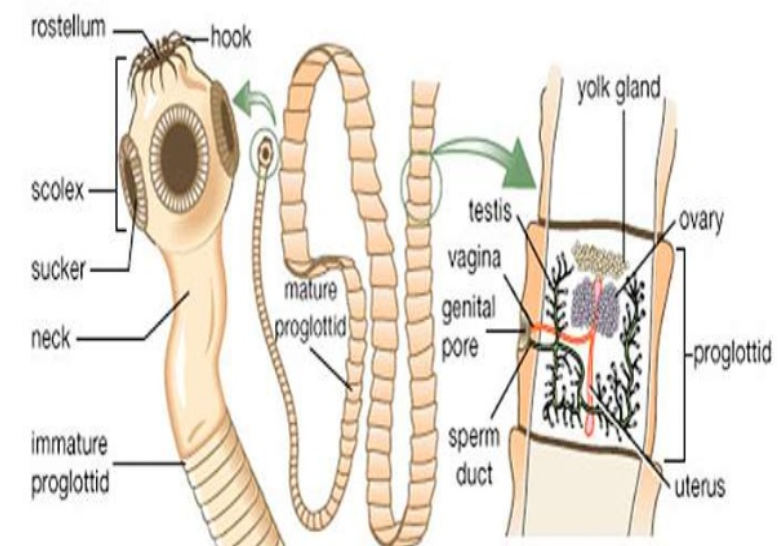 rostellum
hook
scolex
sucker
neck
immature
proglottid
mature
proglottid
yolk gland
testis
ovary
vagina
genital
pore
proglottid
sperm
duct
uterus